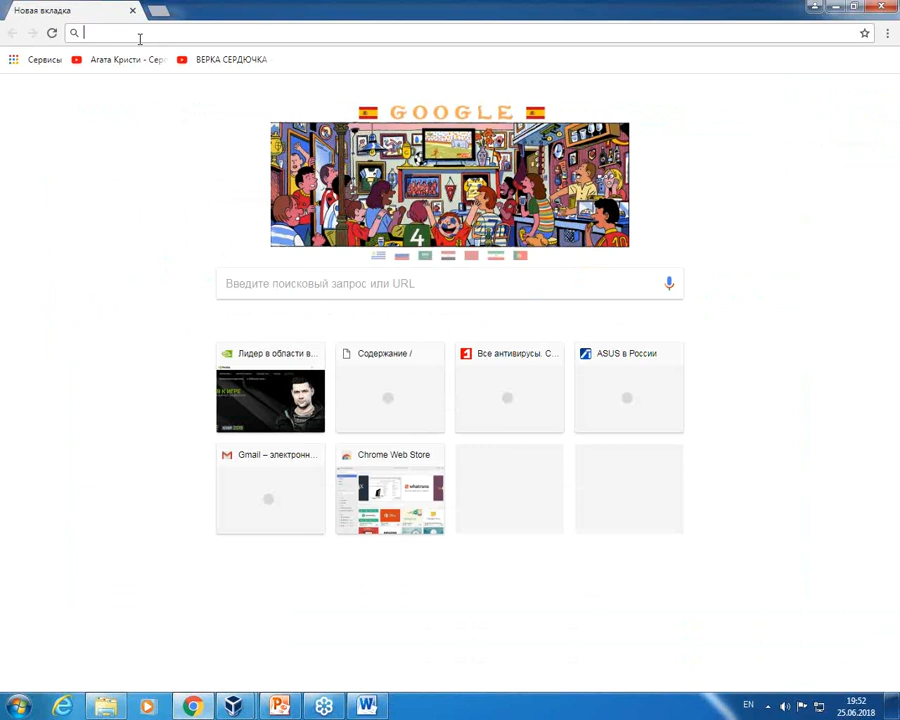 Новая вкладка
Сервисы
Агата Кристи - Сер
ВЕРКА СЕРДЮЧКА
GOOGLE
4
Введите поисковый запрос или URL
Лидер в области в...
Содержание /
Все антивирусы. С...
ASUS в России
Gmail – электронн...
Chrome Web Store
EN
19:52
25.06.2018